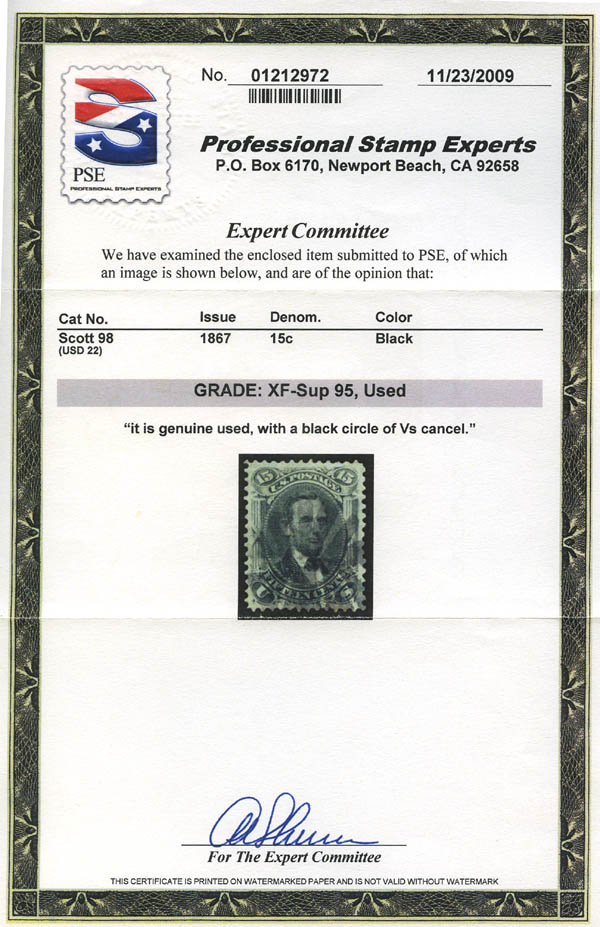 No. 01212972 11/23/2009
PSE
PROFESSIONAL STAMP EXPERTS
Professional Stamp Experts
P.O. Box 6170, Newport Beach, CA 92658
Expert Committee
We have examined the enclosed item submitted to PSE, of which
an image is shown below, and are of the opinion that:
Cat No. Issue Denom. Color
Scott 98 1867 15c Black
(USD 22)
GRADE: XF-Sup 95, Used
“it is genuine used, with a black circle of Vs cancel.”
15 15
U.S. POSTAGE
U S
For The Expert Committee
THIS CERTIFICATE IS PRINTED ON WATERMARKED PAPER AND IS NOT VALID WITHOUT WATERMARK